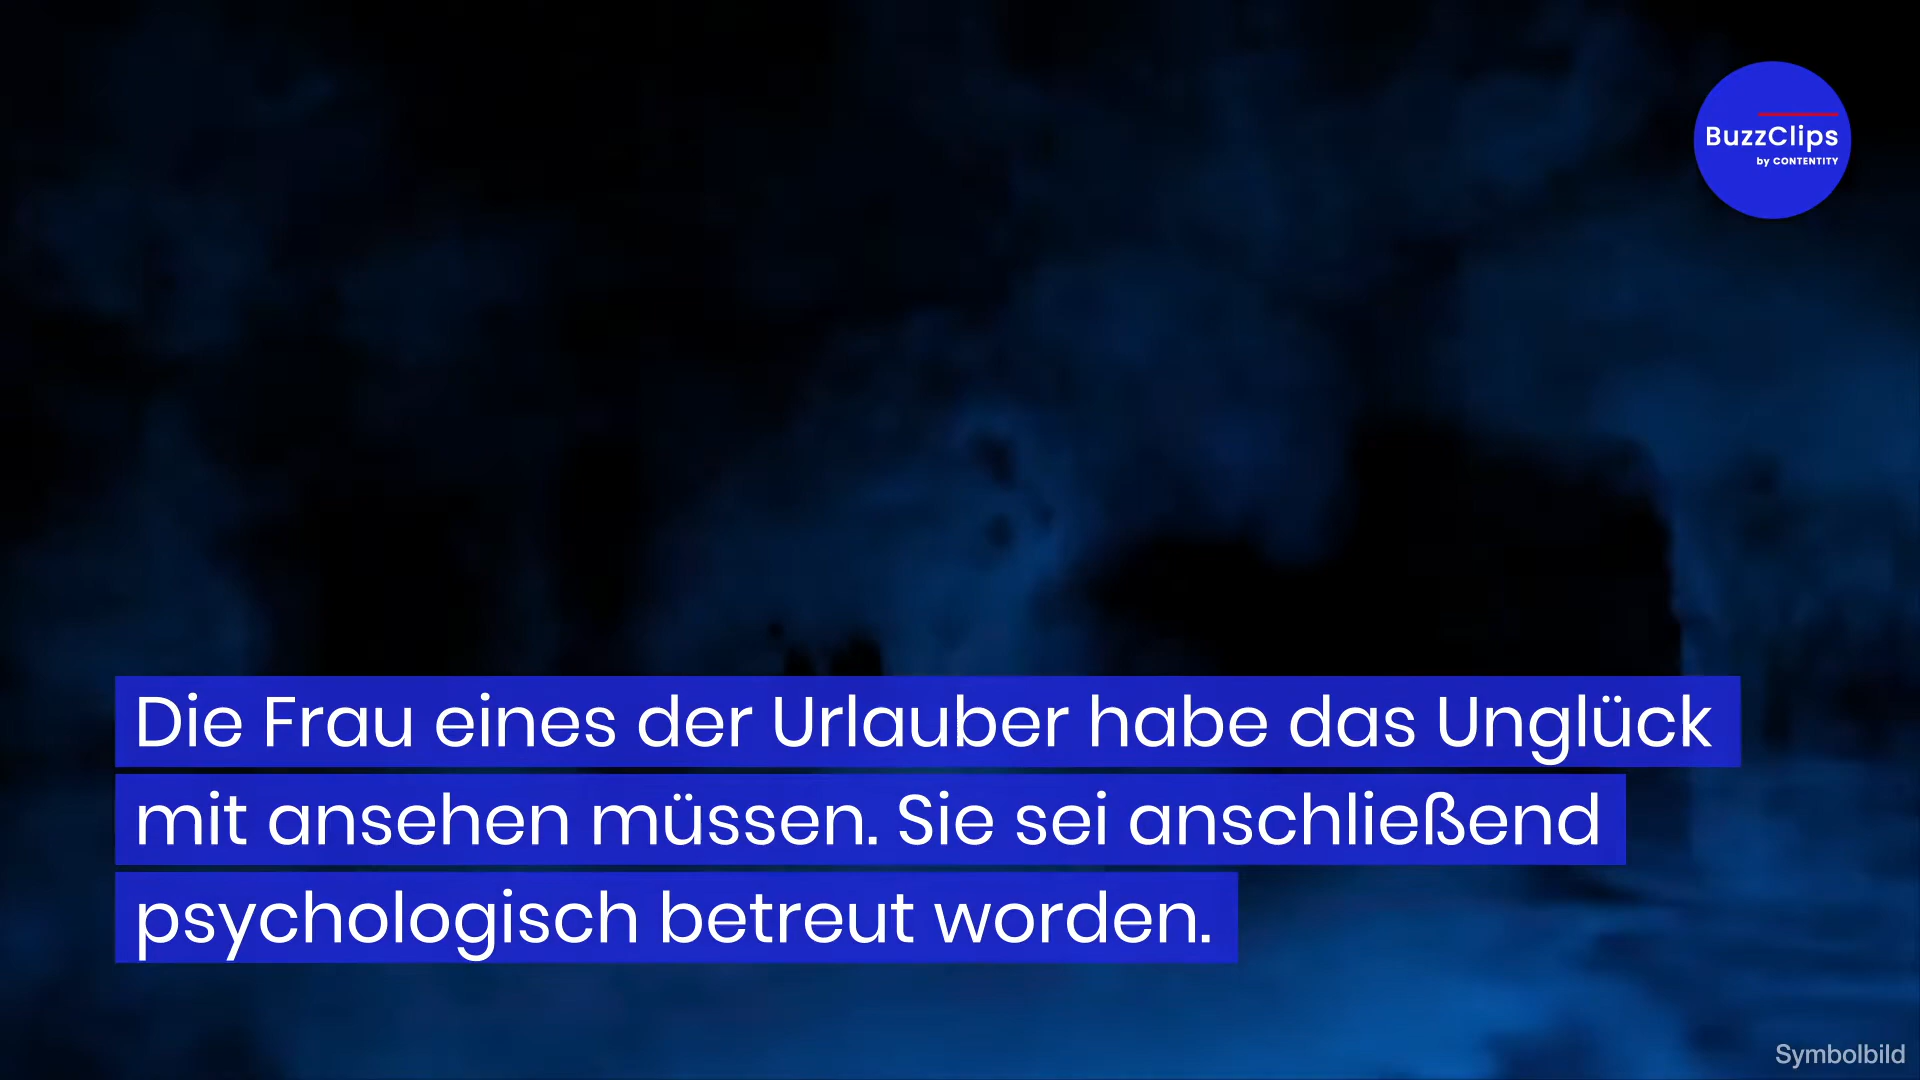 BuzzClips
by CONTENTITY
Die Frau eines der Urlauber habe das Unglück
mit ansehen müssen. Sie sei anschließend
psychologisch betreut worden.
Symbolbild